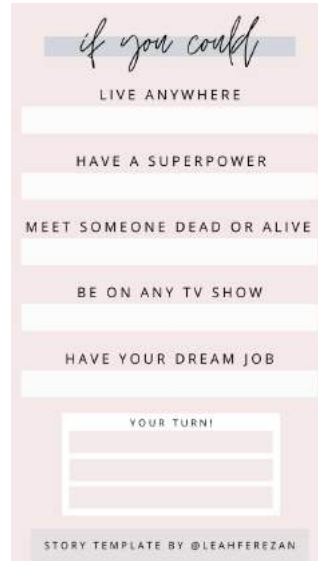 if you could
LIVE ANYWHERE
HAVE A SUPERPOWER
MEET SOMEONE DEAD OR ALIVE
BE ON ANY TV SHOW
HAVE YOUR DREAM JOB
YOUR TURN!
STORY TEMPLATE BY @LEAHFEREZAN